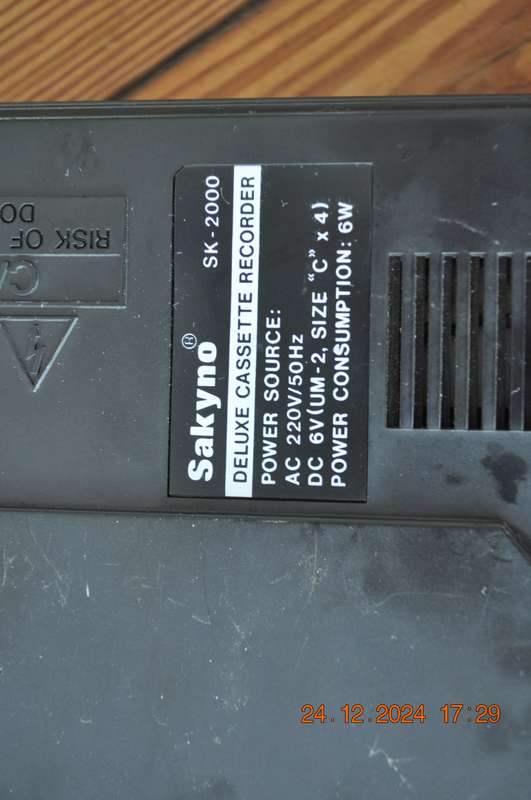 Sakyno® SK-2000
DELUXE CASSETTE RECORDER
POWER SOURCE:
AC 220V/50Hz
DC 6V(UM-2, SIZE "C" x 4)
POWER CONSUMPTION: 6W
RISK OF
DO
24.12.2024 17:29